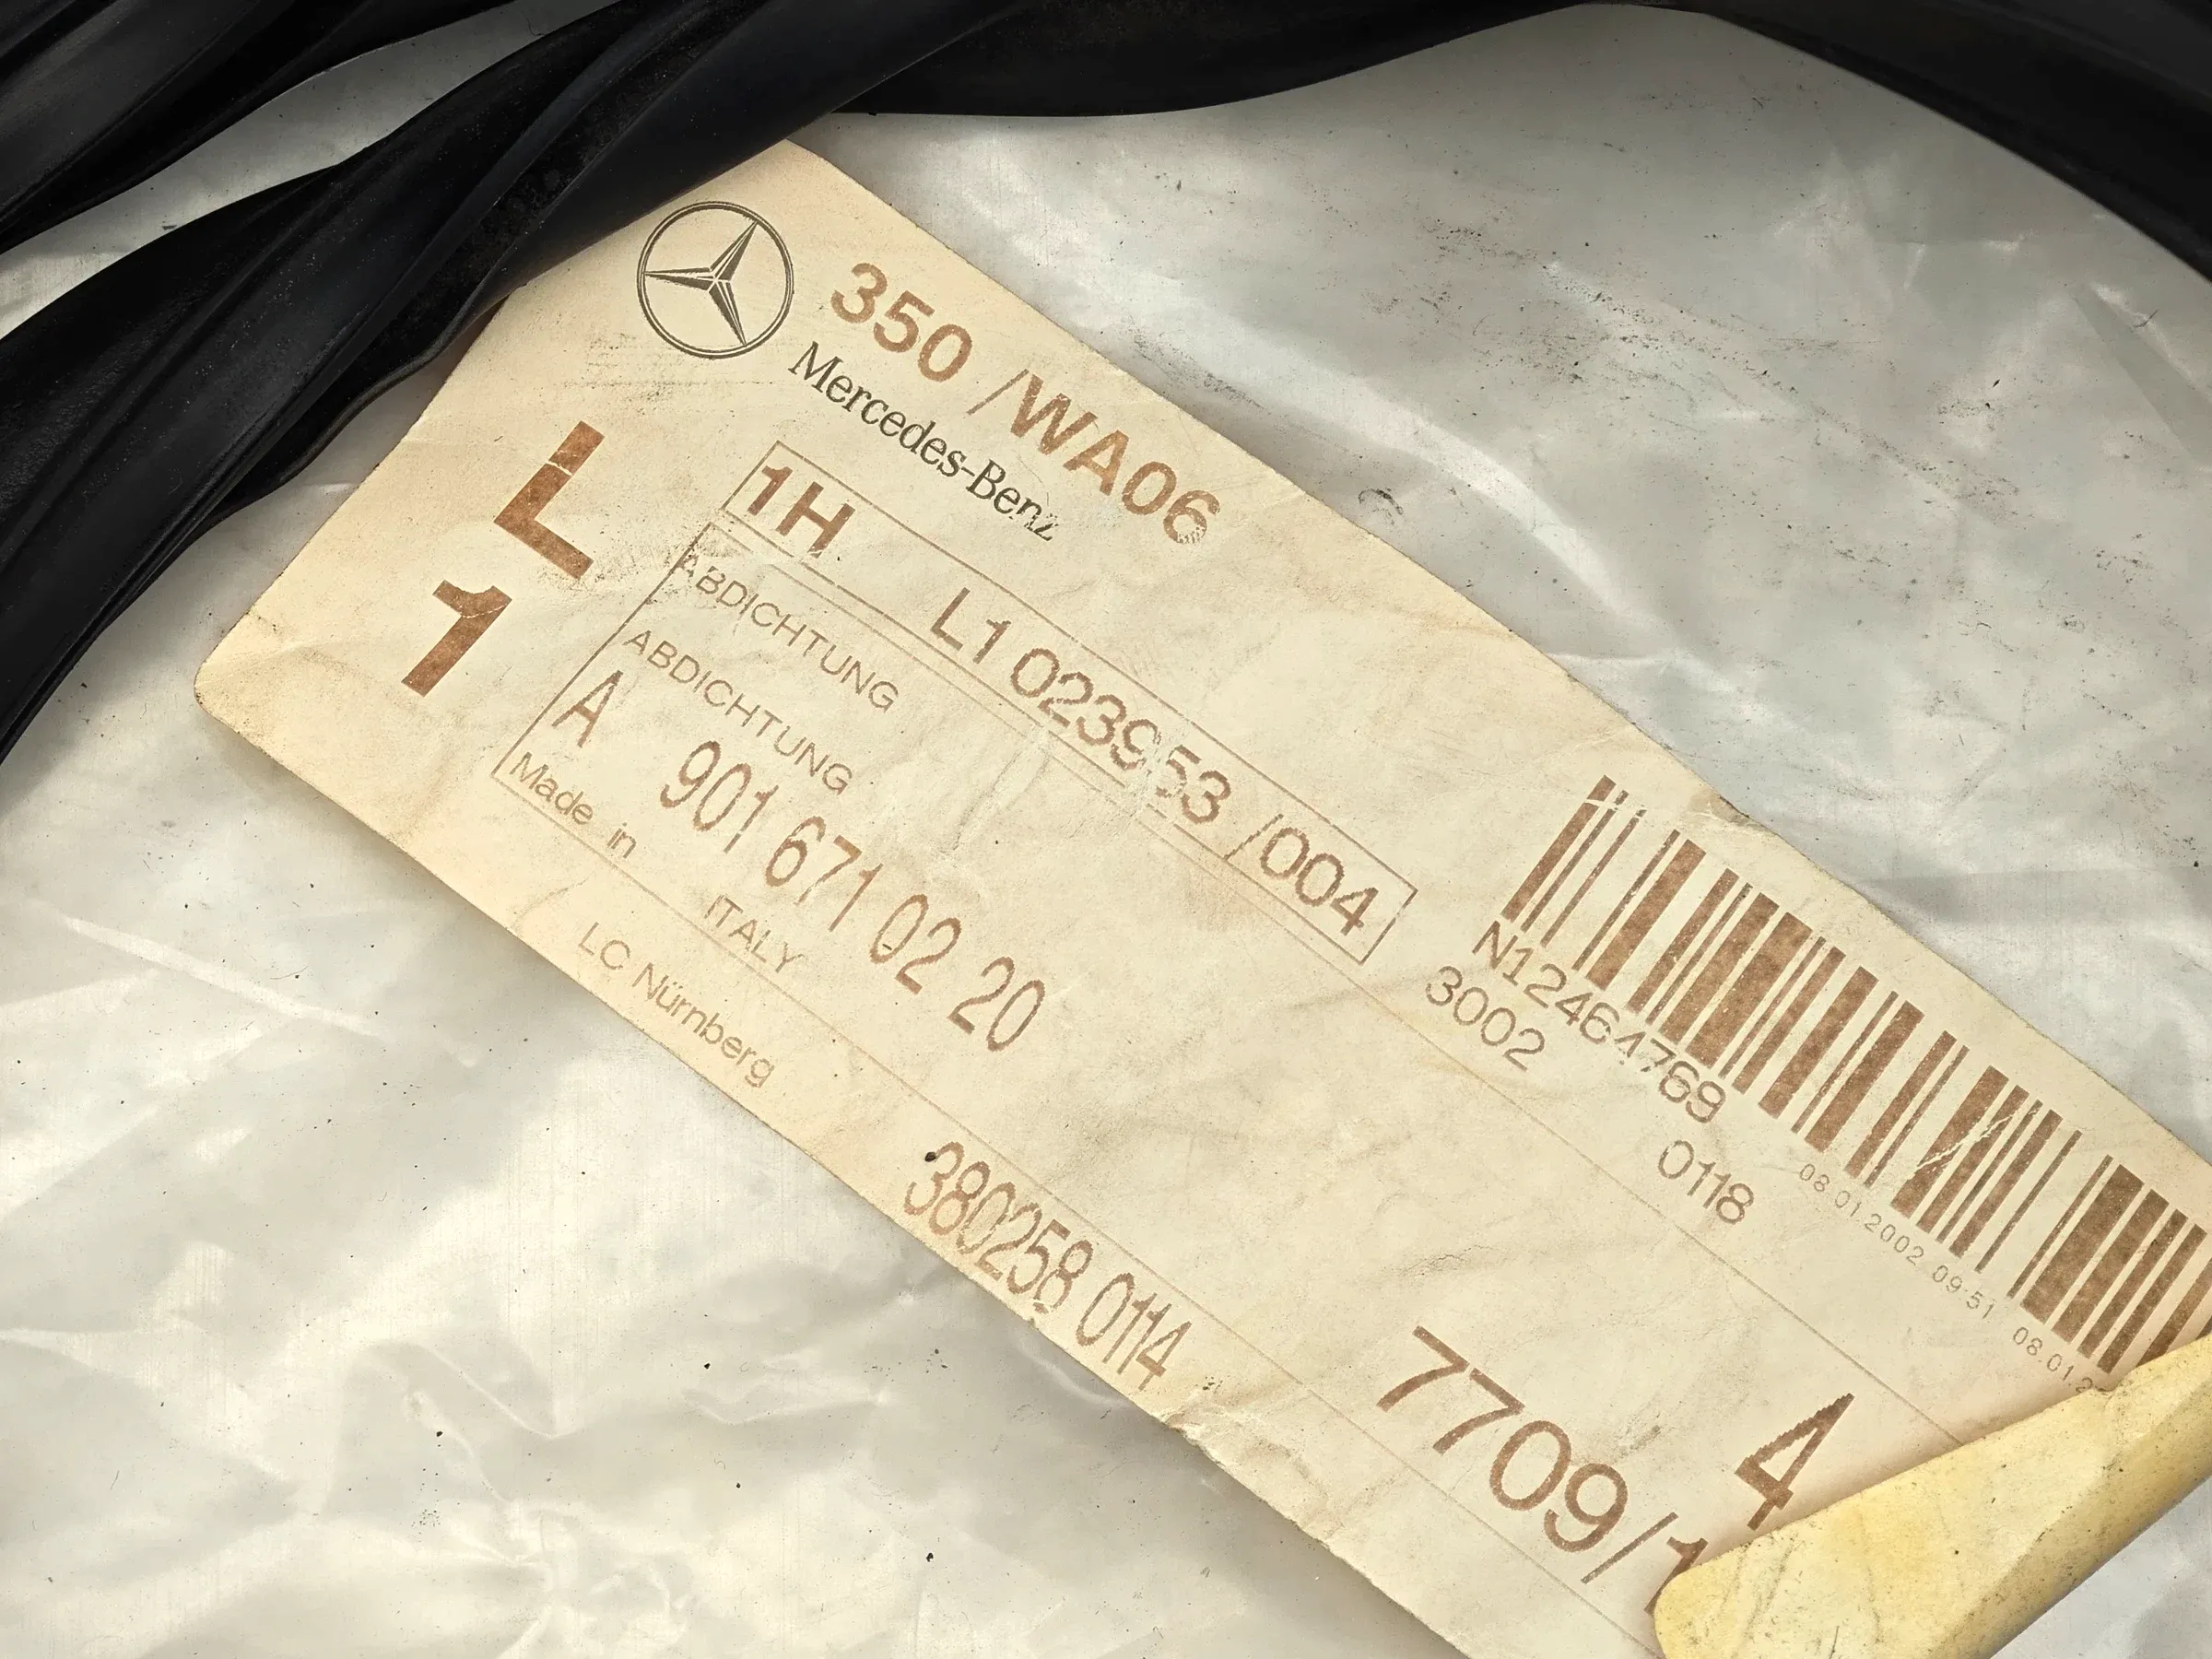 350 /WA06
Mercedes-Benz
L
1
1H L1 023953 /004
ABDICHTUNG
ABDICHTUNG
A 901 671 02 20
Made in ITALY
LC Nürnberg
380258 0114
N12464769
3002
0118
08.01.2002 09:51
4
7709/1